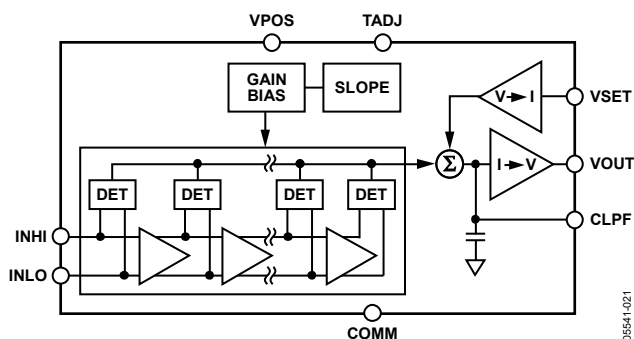 VPOS TADJ
GAIN
BIAS
SLOPE
V I
VSET
Σ
I V
VOUT
DET DET DET DET
CLPF
INHI
INLO
COMM
05541-021